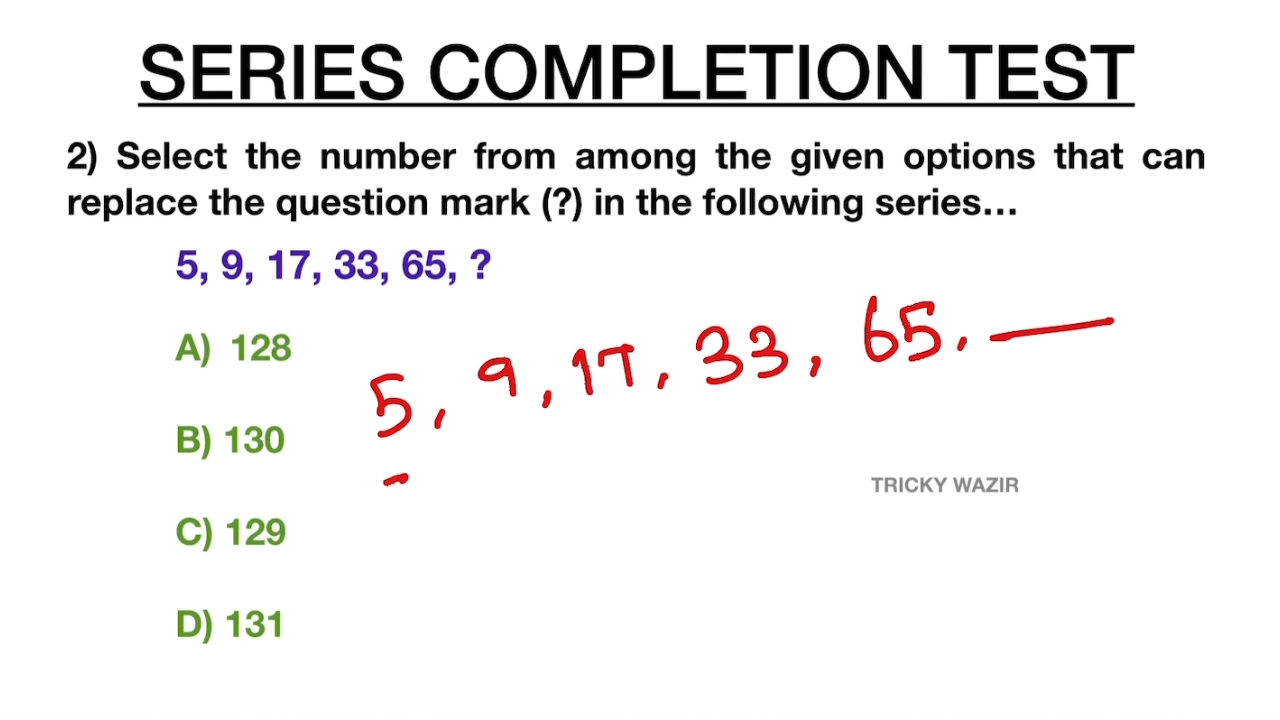 SERIES COMPLETION TEST
2) Select the number from among the given options that can
replace the question mark (?) in the following series...
5, 9, 17, 33, 65, ?
A) 128
5, 9, 17, 33, 65, —
B) 130
TRICKY WAZIR
C) 129
D) 131